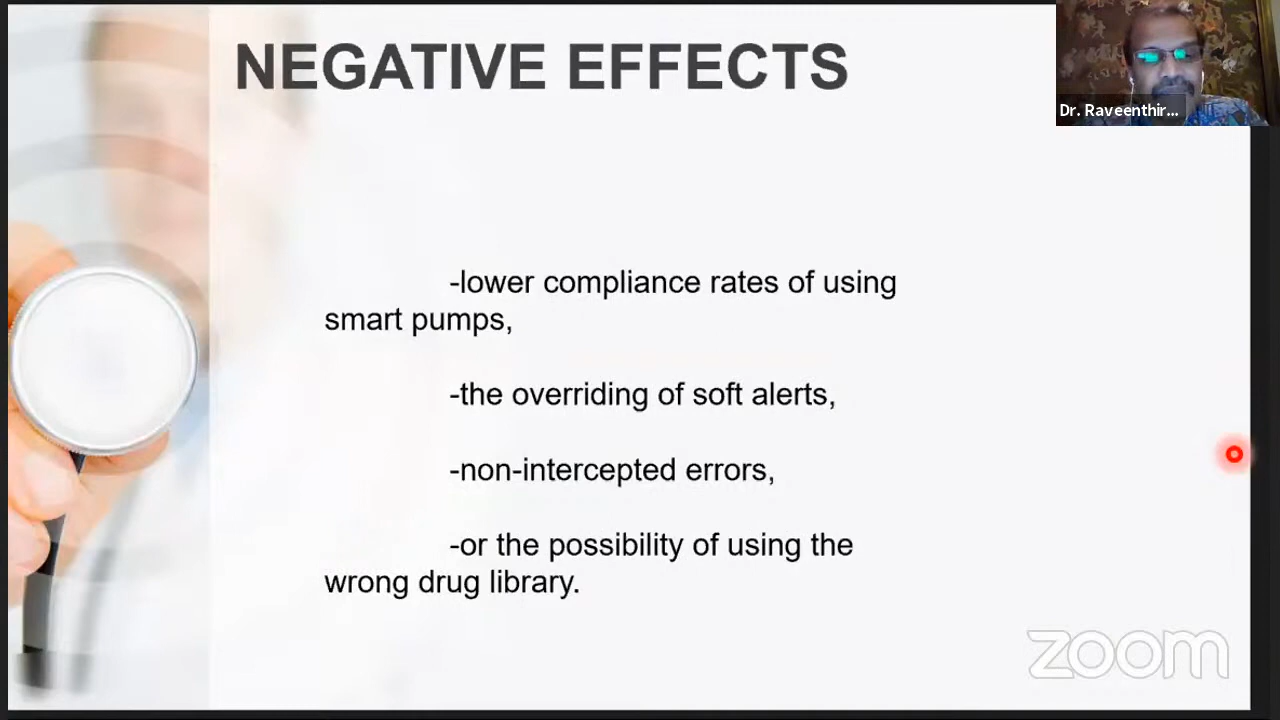 NEGATIVE EFFECTS
Dr. Raveenthir...
-lower compliance rates of using
smart pumps,
-the overriding of soft alerts,
-non-intercepted errors,
-or the possibility of using the
wrong drug library.
zoom